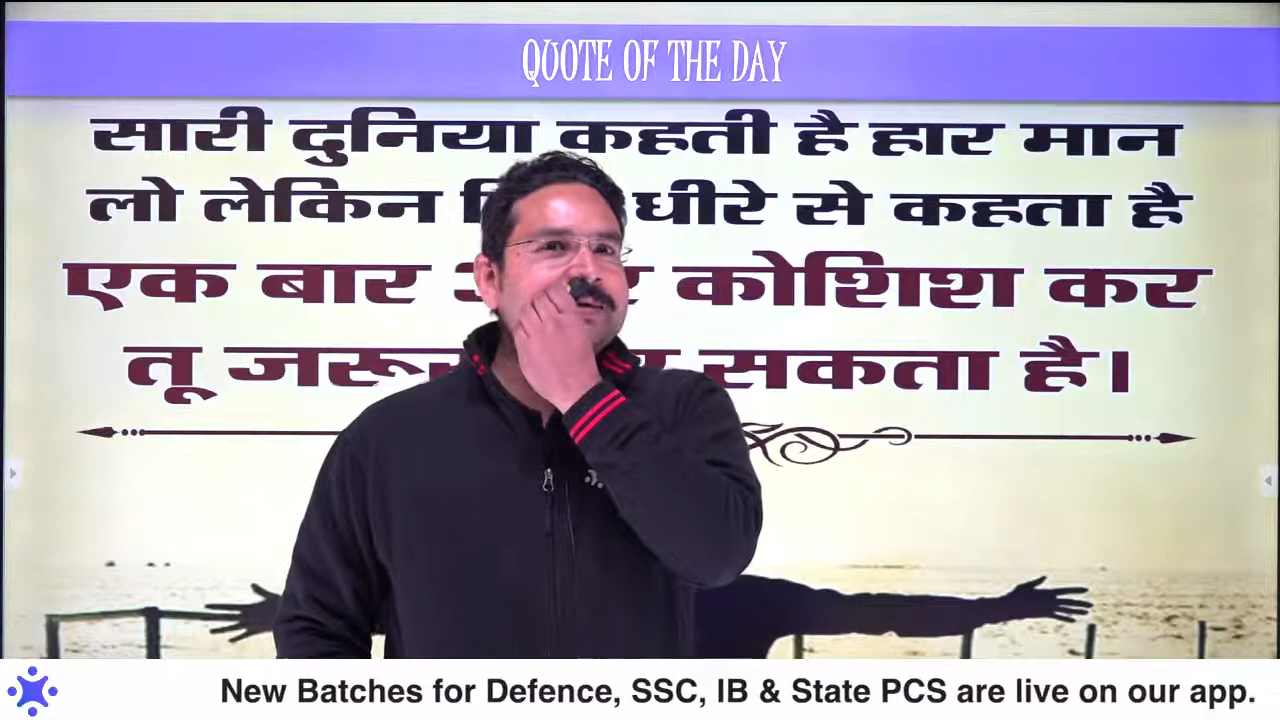 QUOTE OF THE DAY
सारी दुनिया कहती है हार मान
लो लेकिन धीरे से कहता है
एक बार कोशिश कर
तू सकता है।
New Batches for Defence, SSC, IB & State PCS are live on our app.